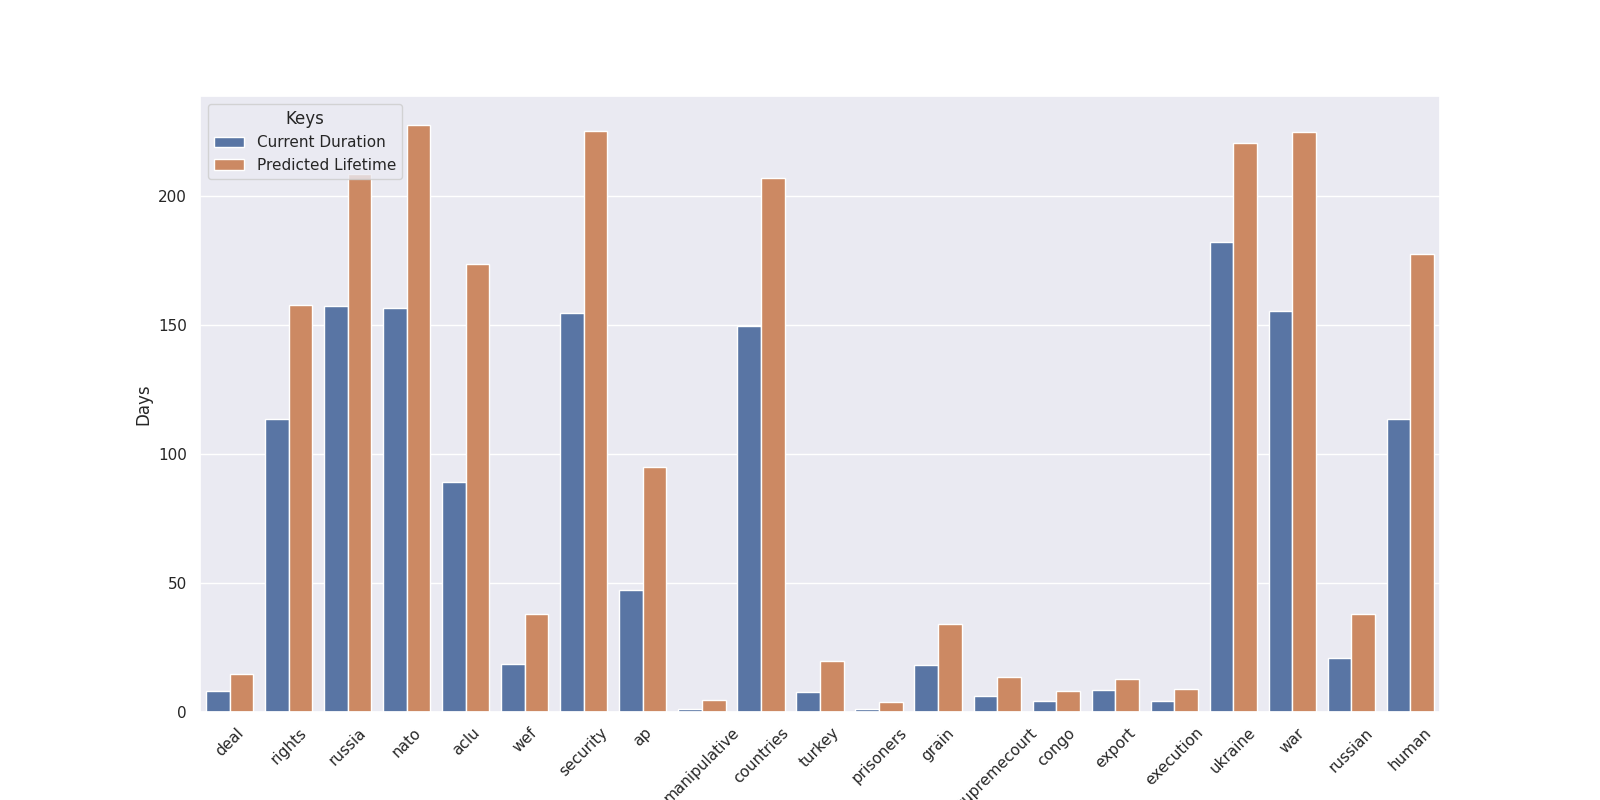 Keys
Current Duration
Predicted Lifetime
Days
200
150
100
50
0
deal
rights
russia
nato
aclu
wef
security
ap
manipulative
countries
turkey
prisoners
grain
upremecourt
congo
export
execution
ukraine
war
russian
human